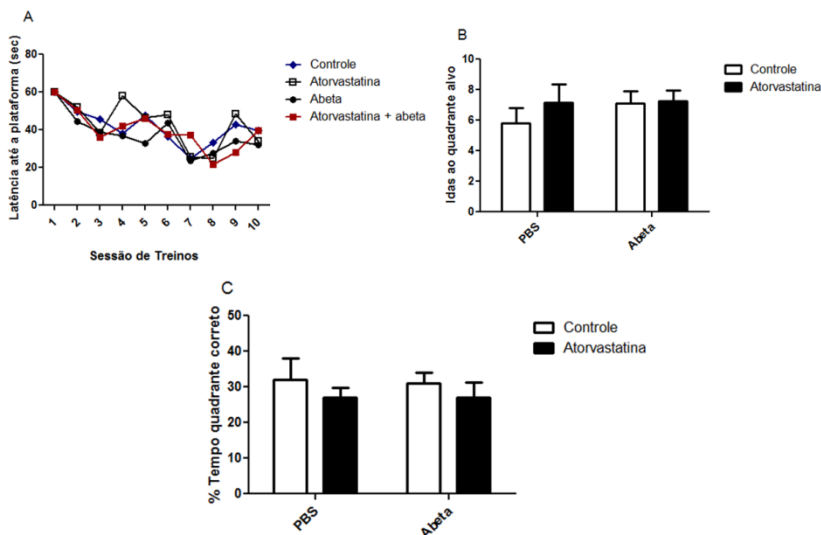 A
Latência até a plataforma (sec)
80
60
40
20
0
1
2
3
4
5
6
7
8
9
10
Sessão de Treinos
Controle
Atorvastatina
Abeta
Atorvastatina + abeta
B
Idas ao quadrante alvo
10
8
6
4
2
0
PBS
Abeta
Controle
Atorvastatina
C
% Tempo quadrante correto
50
40
30
20
10
0
PBS
Abeta
Controle
Atorvastatina